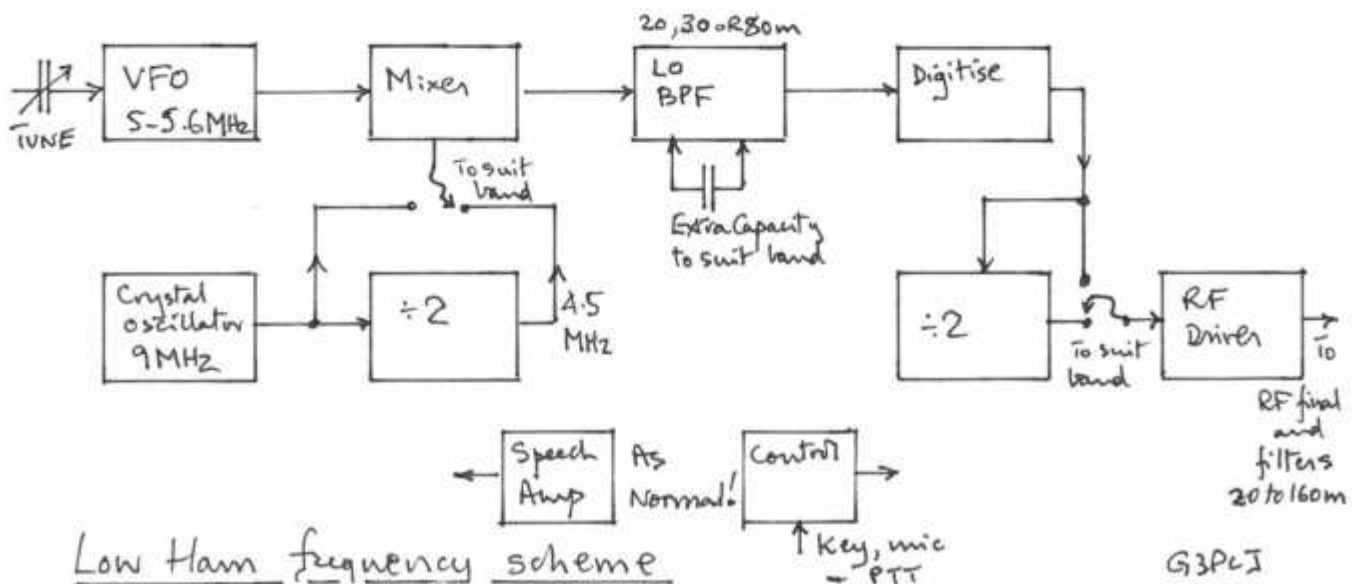 20, 30 OR 80m
VFO
5-5.6MHz
TUNE
Mixer
LO
BPF
Digitise
To suit
band
Extra Capacity
to suit band
Crystal
oscillator
9MHz
÷2
4.5
MHz
÷2
To suit
band
RF
Driver
To
RF final
and
filters
20 to 160m
Speech
Amp
As
Normal!
Control
Key, mic
- PTT
Low Ham frequency scheme
G3PCJ